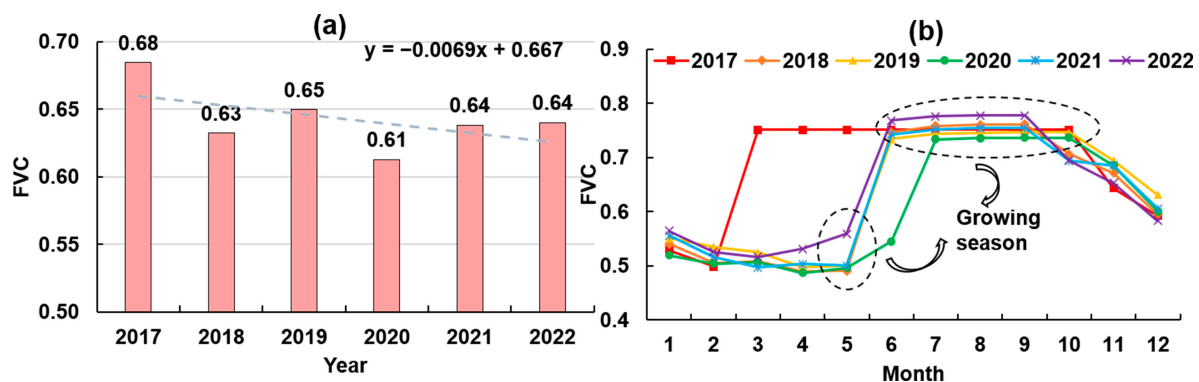 (a)
y = −0.0069x + 0.667
FVC
0.70
0.65
0.60
0.55
0.50
0.68
0.63
0.65
0.61
0.64
0.64
2017 2018 2019 2020 2021 2022
Year
(b)
2017 2018 2019 2020 2021 2022
FVC
0.9
0.8
0.7
0.6
0.5
0.4
Growing
season
1 2 3 4 5 6 7 8 9 10 11 12
Month